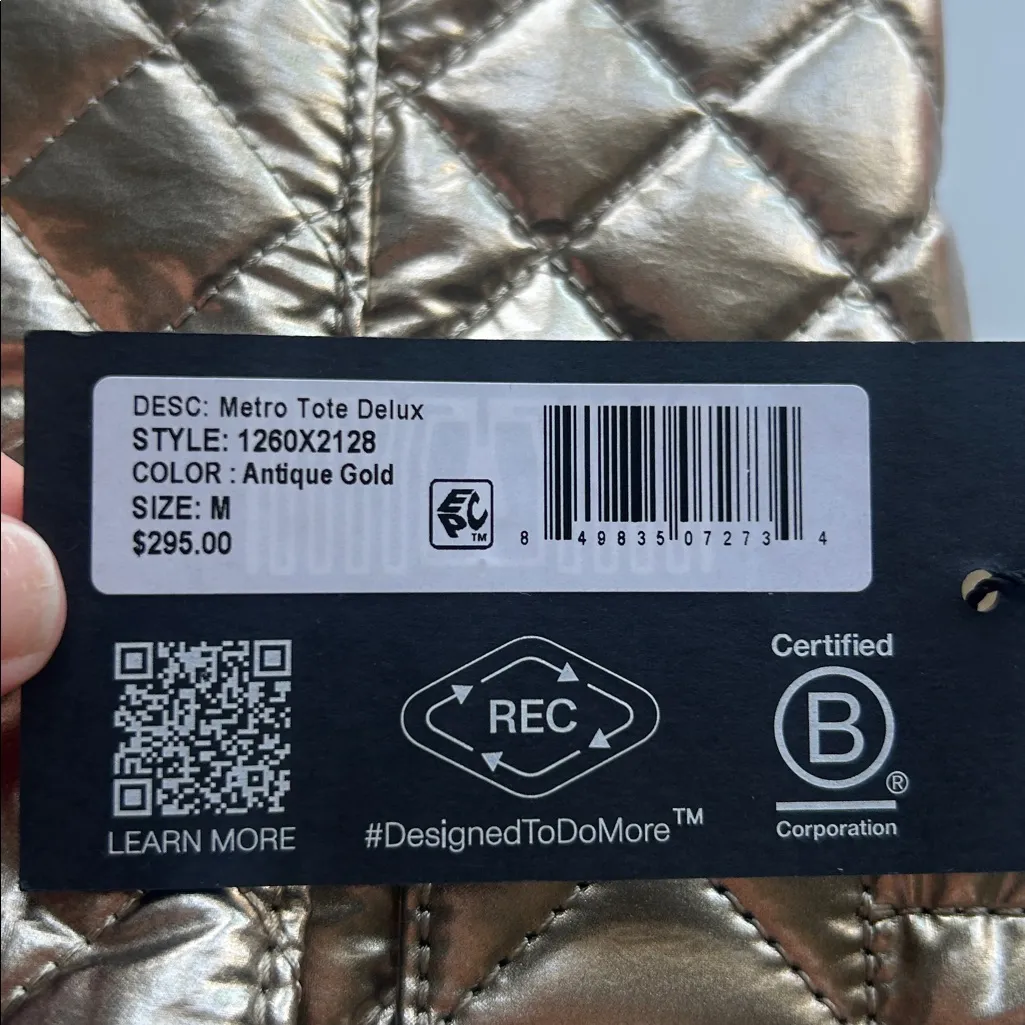 DESC: Metro Tote Delux
STYLE: 1260X2128
COLOR : Antique Gold
SIZE: M
$295.00
EPC TM
8 49835 07273 4
LEARN MORE
REC
#DesignedToDoMore™
Certified
B®
Corporation